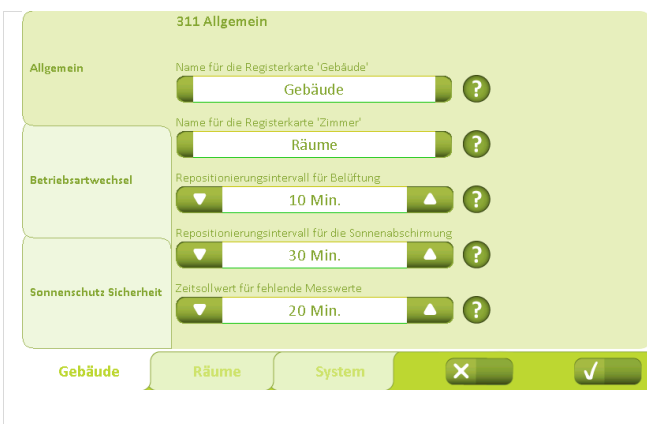 311 Allgemein
Allgemein
Name für die Registerkarte 'Gebäude'
Gebäude
?
Name für die Registerkarte 'Zimmer'
Räume
?
Betriebsartwechsel
Repositionierungsintervall für Belüftung
10 Min.
?
Repositionierungsintervall für die Sonnenabschirmung
30 Min.
?
Sonnenschutz Sicherheit
Zeitsollwert für fehlende Messwerte
20 Min.
?
Gebäude
Räume
System